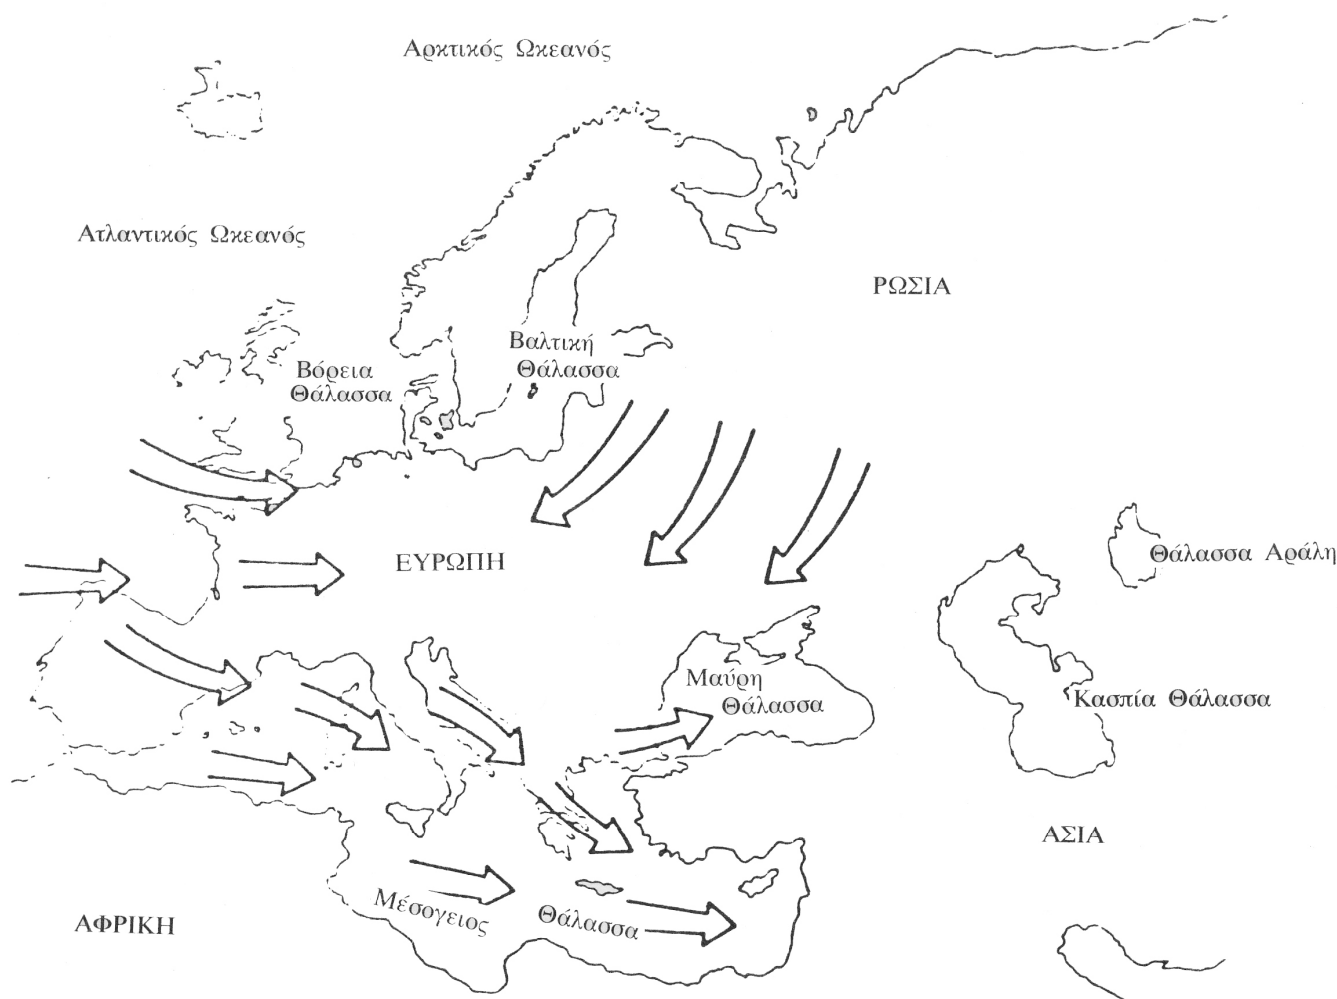 Αρκτικός Ωκεανός
Ατλαντικός Ωκεανός
ΡΩΣΙΑ
Βαλτική
Θάλασσα
Βόρεια
Θάλασσα
ΕΥΡΩΠΗ
Θάλασσα Αράλη
Μαύρη
Θάλασσα
Κασπία Θάλασσα
ΑΣΙΑ
Μέσογειος Θάλασσα
ΑΦΡΙΚΗ